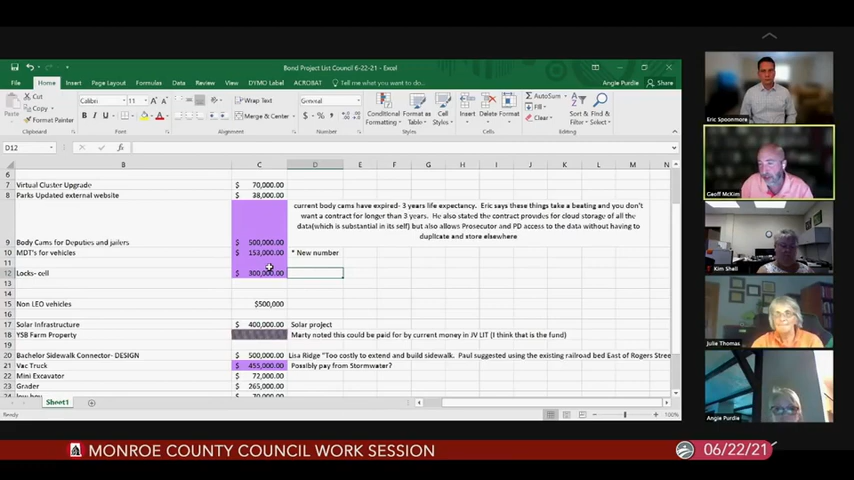 Bond Project List Council 6-22-21 - Excel
File Home Insert Page Layout Formulas Data Review View DYMO Label ACROBAT Tell me what you want to do... Angie Purdie Share
Cut
Copy
Format Painter
Paste
Calibri 11
Wrap Text
Merge & Center
General
Conditional Formatting
Format as Table
Cell Styles
Insert Delete Format
AutoSum
Fill
Clear
Sort & Filter
Find & Select
D12
B C D E F G H I J K L M N
6
7 Virtual Cluster Upgrade $ 70,000.00
8 Parks Updated external website $ 38,000.00
current body cams have expired- 3 years life expectancy. Eric says these things take a beating and you don't
want a contract for longer than 3 years. He also stated the contract provides for cloud storage of all the
data(which is substantial in its self) but also allows Prosecutor and PD access to the data without having to
duplicate and store elsewhere
9 Body Cams for Deputies and jailers $ 500,000.00
10 MDT's for vehicles $ 153,000.00 * New number
11
12 Locks- cell $ 300,000.00
13
14
15 Non LEO vehicles $500,000
16
17 Solar Infrastructure $ 400,000.00 Solar project
18 YSB Farm Property Marty noted this could be paid for by current money in JV LIT (I think that is the fund)
19
20 Bachelor Sidewalk Connector- DESIGN $ 500,000.00 Lisa Ridge "Too costly to extend and build sidewalk. Paul suggested using the existing railroad bed East of Rogers Stree
21 Vac Truck $ 455,000.00 Possibly pay from Stormwater?
22 Mini Excavator $ 72,000.00
23 Grader $ 265,000.00
Sheet1
Ready
100%
Eric Spoonmore
Geoff McKim
Kim Shell
Julie Thomas
Angie Purdie
MONROE COUNTY COUNCIL WORK SESSION
06/22/21